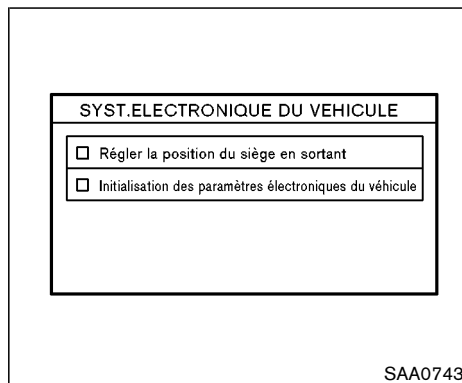 SYST.ELECTRONIQUE DU VEHICULE
Régler la position du siège en sortant
Initialisation des paramètres électroniques du véhicule
SAA0743